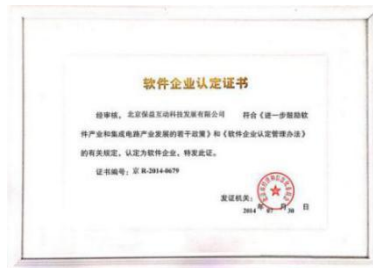 软件企业认定证书
经审核，北京保益互动科技发展有限公司 符合《进一步鼓励软
件产业和集成电路产业发展的若干政策》和《软件企业认定管理办法》
的有关规定，认定为软件企业，特发此证。
证书编号：京 R-2014-0679
发证机关：
2014 年 07 月 30 日